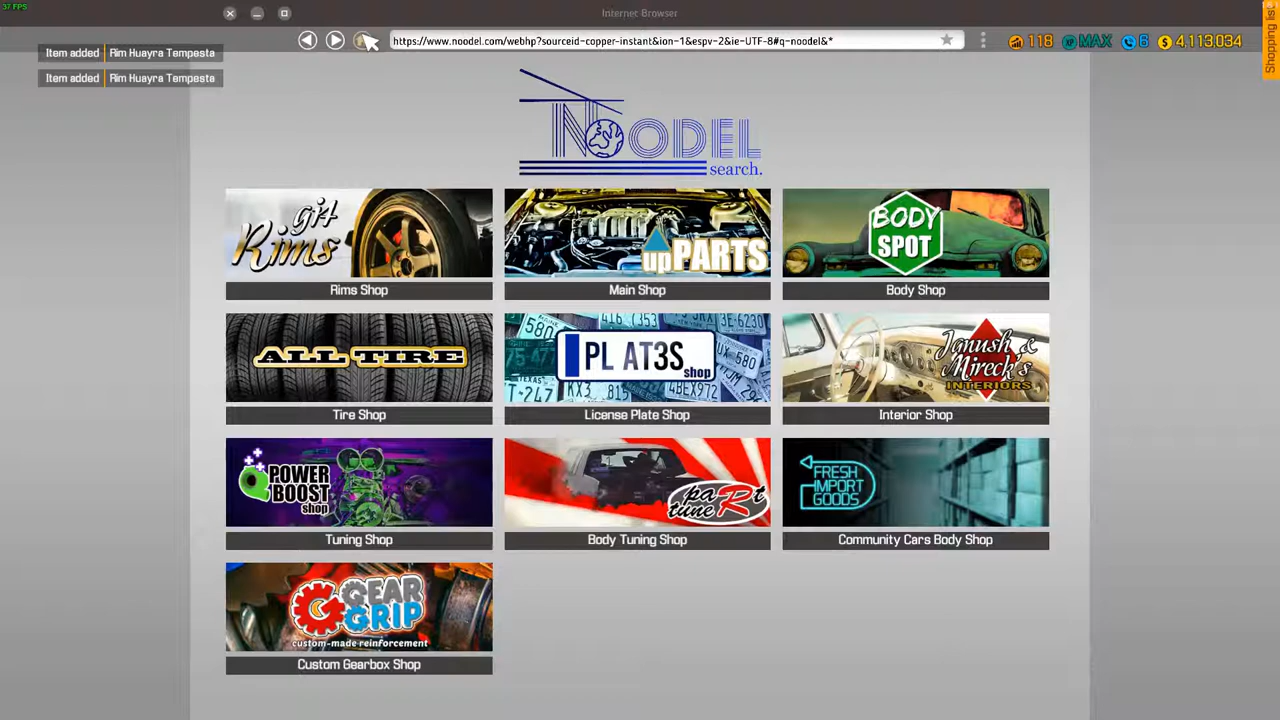 37 FPS
Internet Browser
https://www.noodel.com/webhp?sourceid-copper-instant&ion-1&espv-2&ie-UTF-8#q-noodel&*
118 XP MAX 6 $ 4,113,034
Shopping list
Item added Rim Huayra Tempesta
Item added Rim Huayra Tempesta
NOODEL
search.
gj4
Rims
upPARTS
BODY
SPOT
Rims Shop
Main Shop
Body Shop
ALL TIRE
PL AT3S
shop
Janush &
Mireck's
INTERIORS
Tire Shop
License Plate Shop
Interior Shop
POWER
BOOST
shop
paRt
tune
FRESH
IMPORT
GOODS
Tuning Shop
Body Tuning Shop
Community Cars Body Shop
GEAR
GRIP
custom-made reinforcement
Custom Gearbox Shop